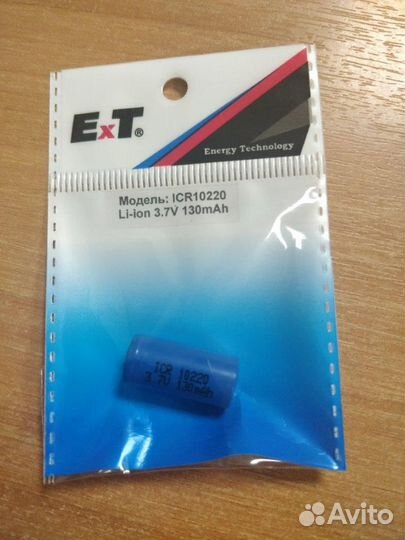 ExT®
Energy Technology
Модель: ICR10220
Li-ion 3.7V 130mAh
ICR 10220
3.7V 130mAh
Avito